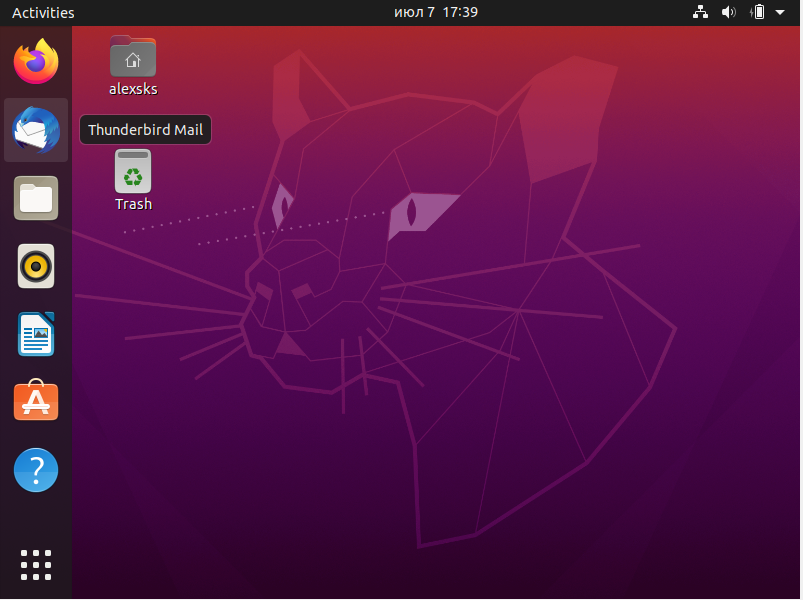 Activities
июл 7 17:39
alexsks
Thunderbird Mail
Trash